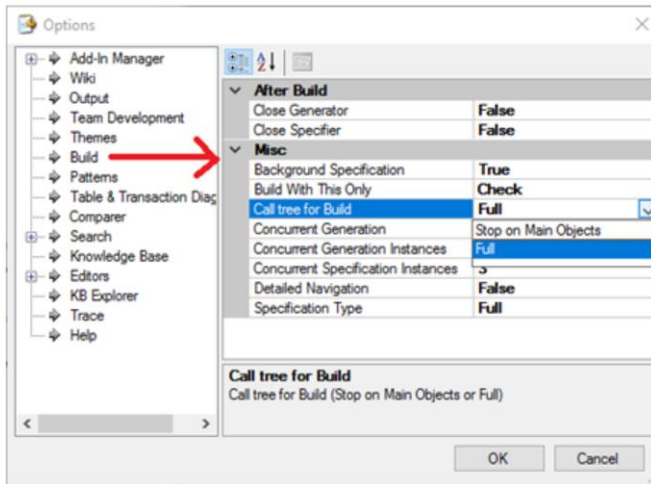 Options
Add-In Manager
Wiki
Output
Team Development
Themes
Build
Patterns
Table & Transaction Diag
Comparer
Search
Knowledge Base
Editors
KB Explorer
Trace
Help
After Build
Close Generator False
Close Specifier False
Misc
Background Specification True
Build With This Only Check
Call tree for Build Full
Concurrent Generation Stop on Main Objects
Concurrent Generation Instances Full
Concurrent Specification Instances
Detailed Navigation False
Specification Type Full
Call tree for Build
Call tree for Build (Stop on Main Objects or Full)
OK Cancel